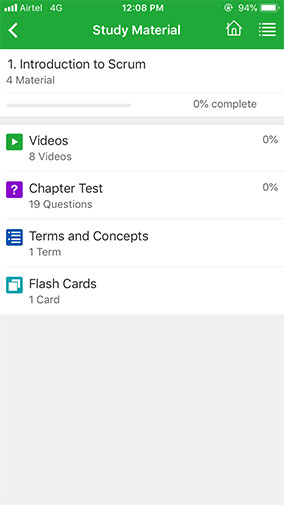 Airtel 4G 12:08 PM 94%
Study Material
1. Introduction to Scrum
4 Material
0% complete
Videos 0%
8 Videos
?
Chapter Test 0%
19 Questions
Terms and Concepts
1 Term
Flash Cards
1 Card